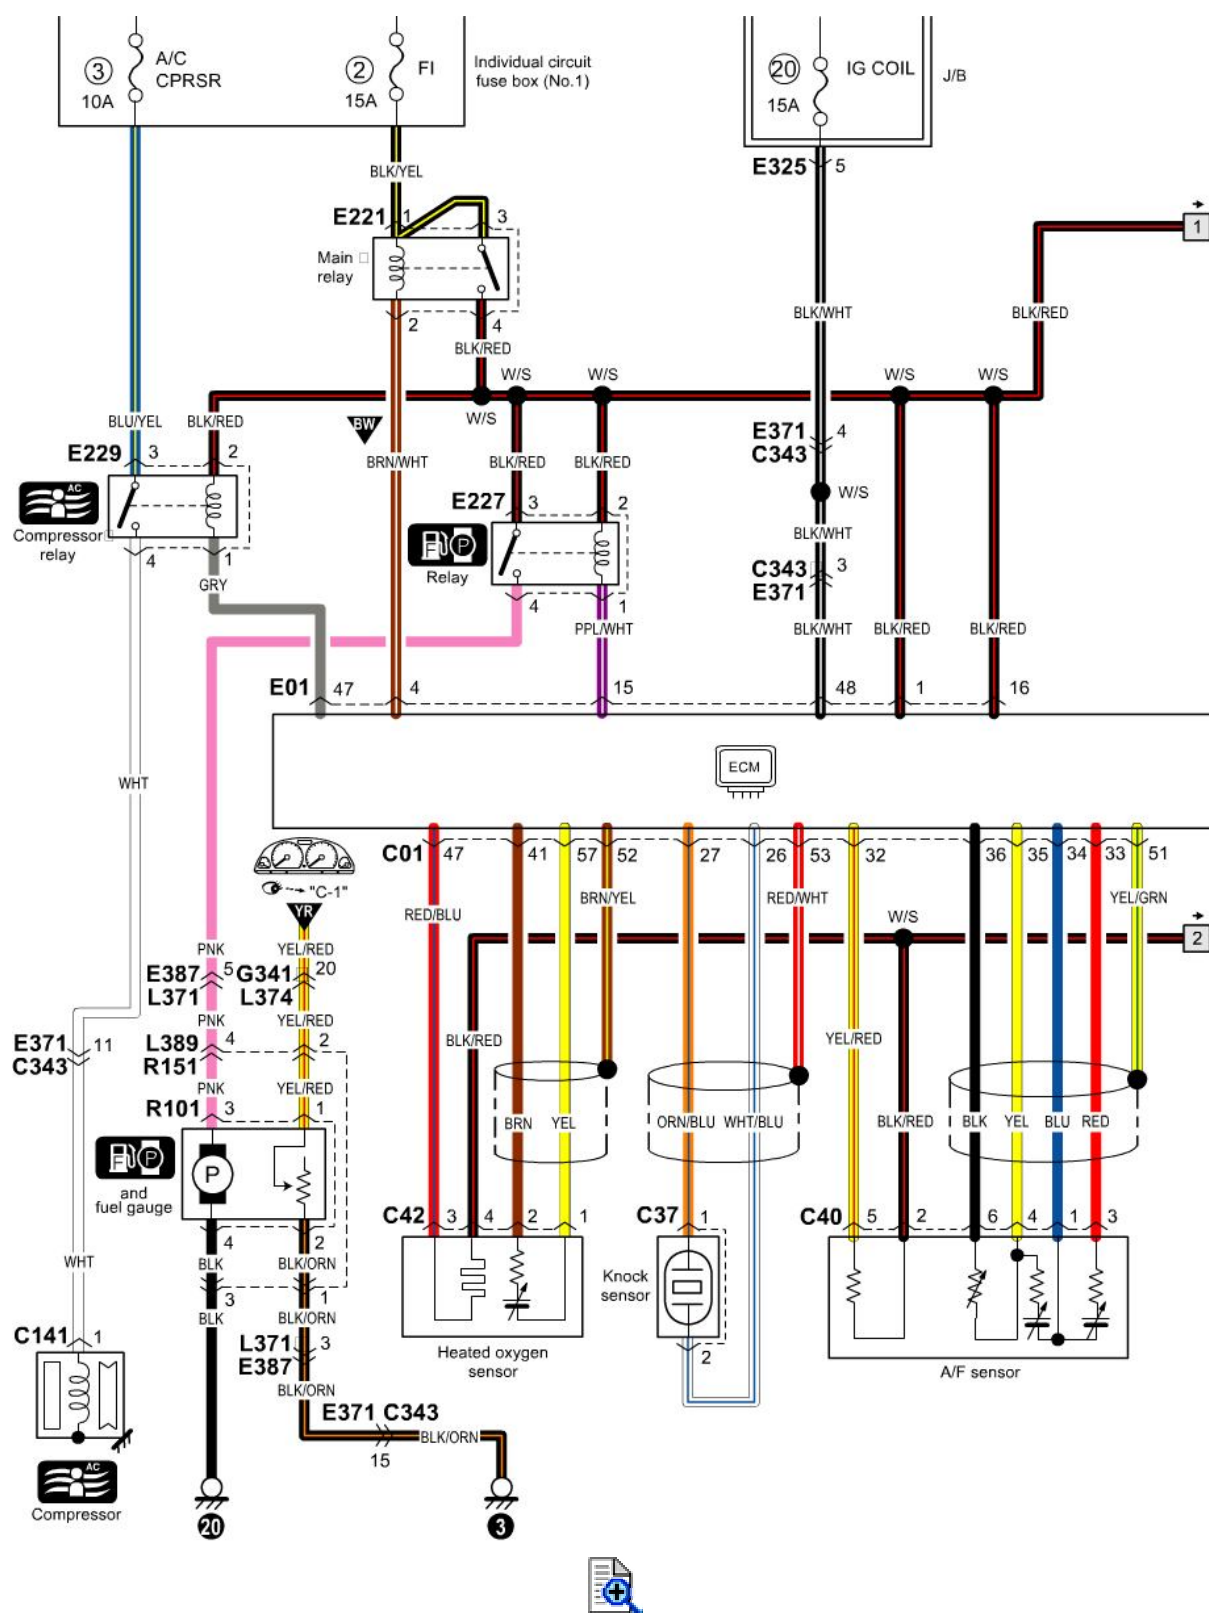 3
A/C
CPRSR
10A
2
FI
15A
Individual circuit
fuse box (No.1)
20
IG COIL
15A
J/B
BLK/YEL
E325
5
E221
1
3
Main
relay
1
2
4
BLK/RED
BLK/WHT
BLK/RED
W/S
W/S
W/S
W/S
W/S
BLU/YEL
BLK/RED
BW
E371
4
C343
E229
3
2
BRN/WHT
BLK/RED
BLK/RED
AC
Compressor
relay
E227
3
2
W/S
BLK/WHT
F
P
Relay
4
1
GRY
C343
3
E371
4
1
PPL/WHT
BLK/WHT
BLK/RED
BLK/RED
E01
47
4
15
48
1
16
ECM
WHT
C01
47
41
57
52
27
26
53
32
36
35
34
33
51
"C-1"
YR
RED/BLU
BRN/YEL
RED/WHT
YEL/GRN
W/S
2
PNK
YEL/RED
E387
5
G341
20
L371
L374
PNK
YEL/RED
E371
11
C343
L389
4
2
R151
BLK/RED
YEL/RED
PNK
YEL/RED
R101
3
1
BRN
YEL
ORN/BLU
WHT/BLU
BLK/RED
BLK
YEL
BLU
RED
F
P
and
fuel gauge
P
C42
3
4
2
1
C37
1
C40
5
2
6
4
1
3
4
2
WHT
BLK
BLK/ORN
Knock
sensor
3
1
BLK
BLK/ORN
C141
1
L371
3
E387
2
Heated oxygen
sensor
A/F sensor
BLK/ORN
E371
C343
15
BLK/ORN
AC
Compressor
20
3